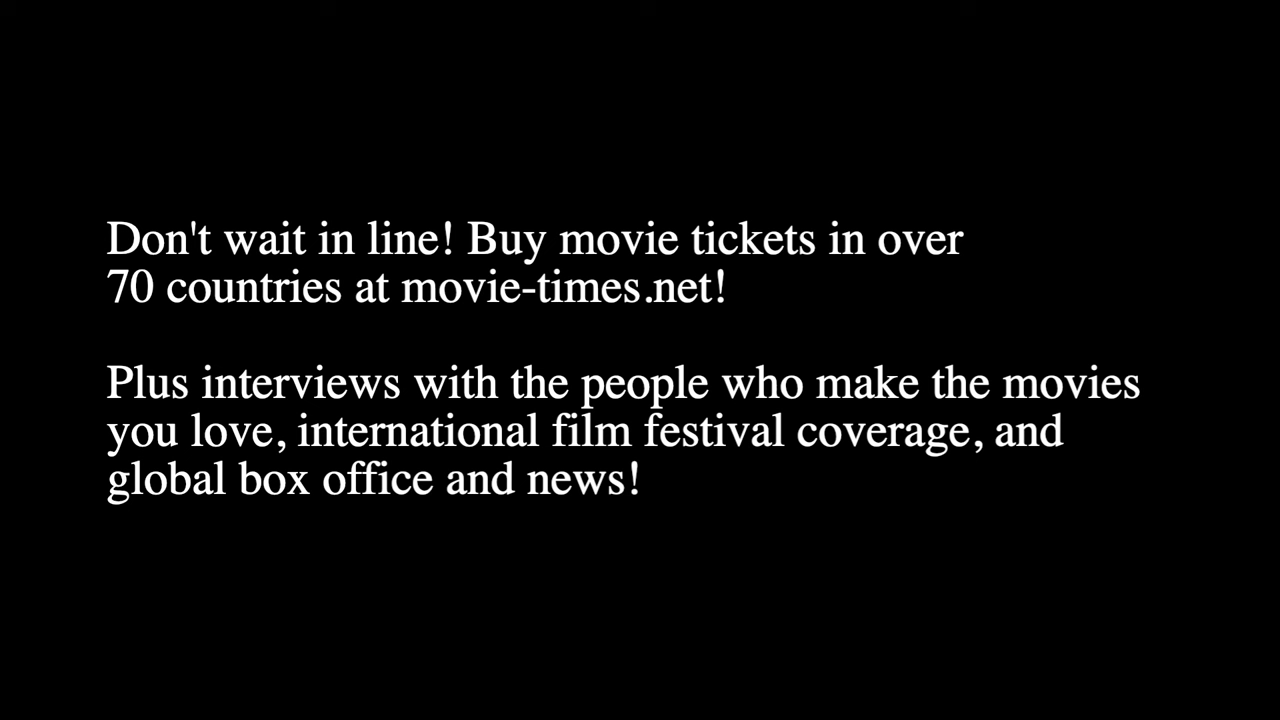 Don't wait in line! Buy movie tickets in over
70 countries at movie-times.net!
Plus interviews with the people who make the movies
you love, international film festival coverage, and
global box office and news!